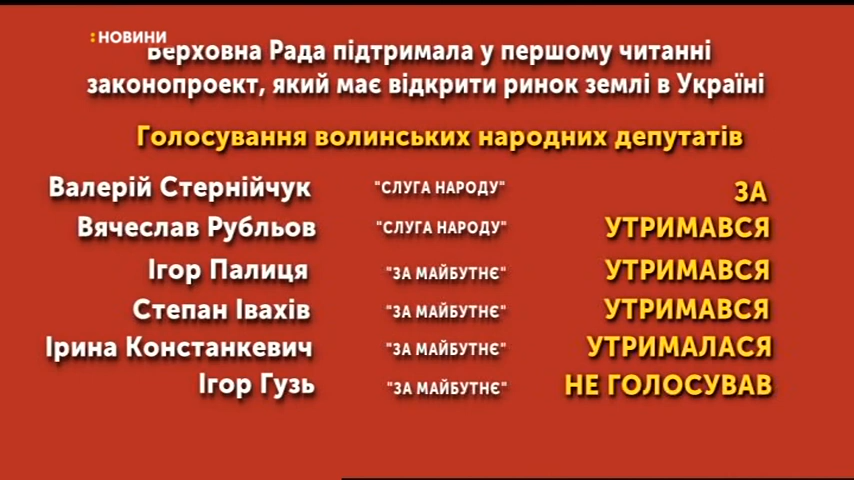 :НОВИНИ
Верховна Рада підтримала у першому читанні
законопроект, який має відкрити ринок землі в Україні
Голосування волинських народних депутатів
Валерій Стернійчук "СЛУГА НАРОДУ" ЗА
Вячеслав Рубльов "СЛУГА НАРОДУ" УТРИМАВСЯ
Ігор Палиця "ЗА МАЙБУТНЄ" УТРИМАВСЯ
Степан Івахів "ЗА МАЙБУТНЄ" УТРИМАВСЯ
Ірина Констанкевич "ЗА МАЙБУТНЄ" УТРИМАЛАСЯ
Ігор Гузь "ЗА МАЙБУТНЄ" НЕ ГОЛОСУВАВ